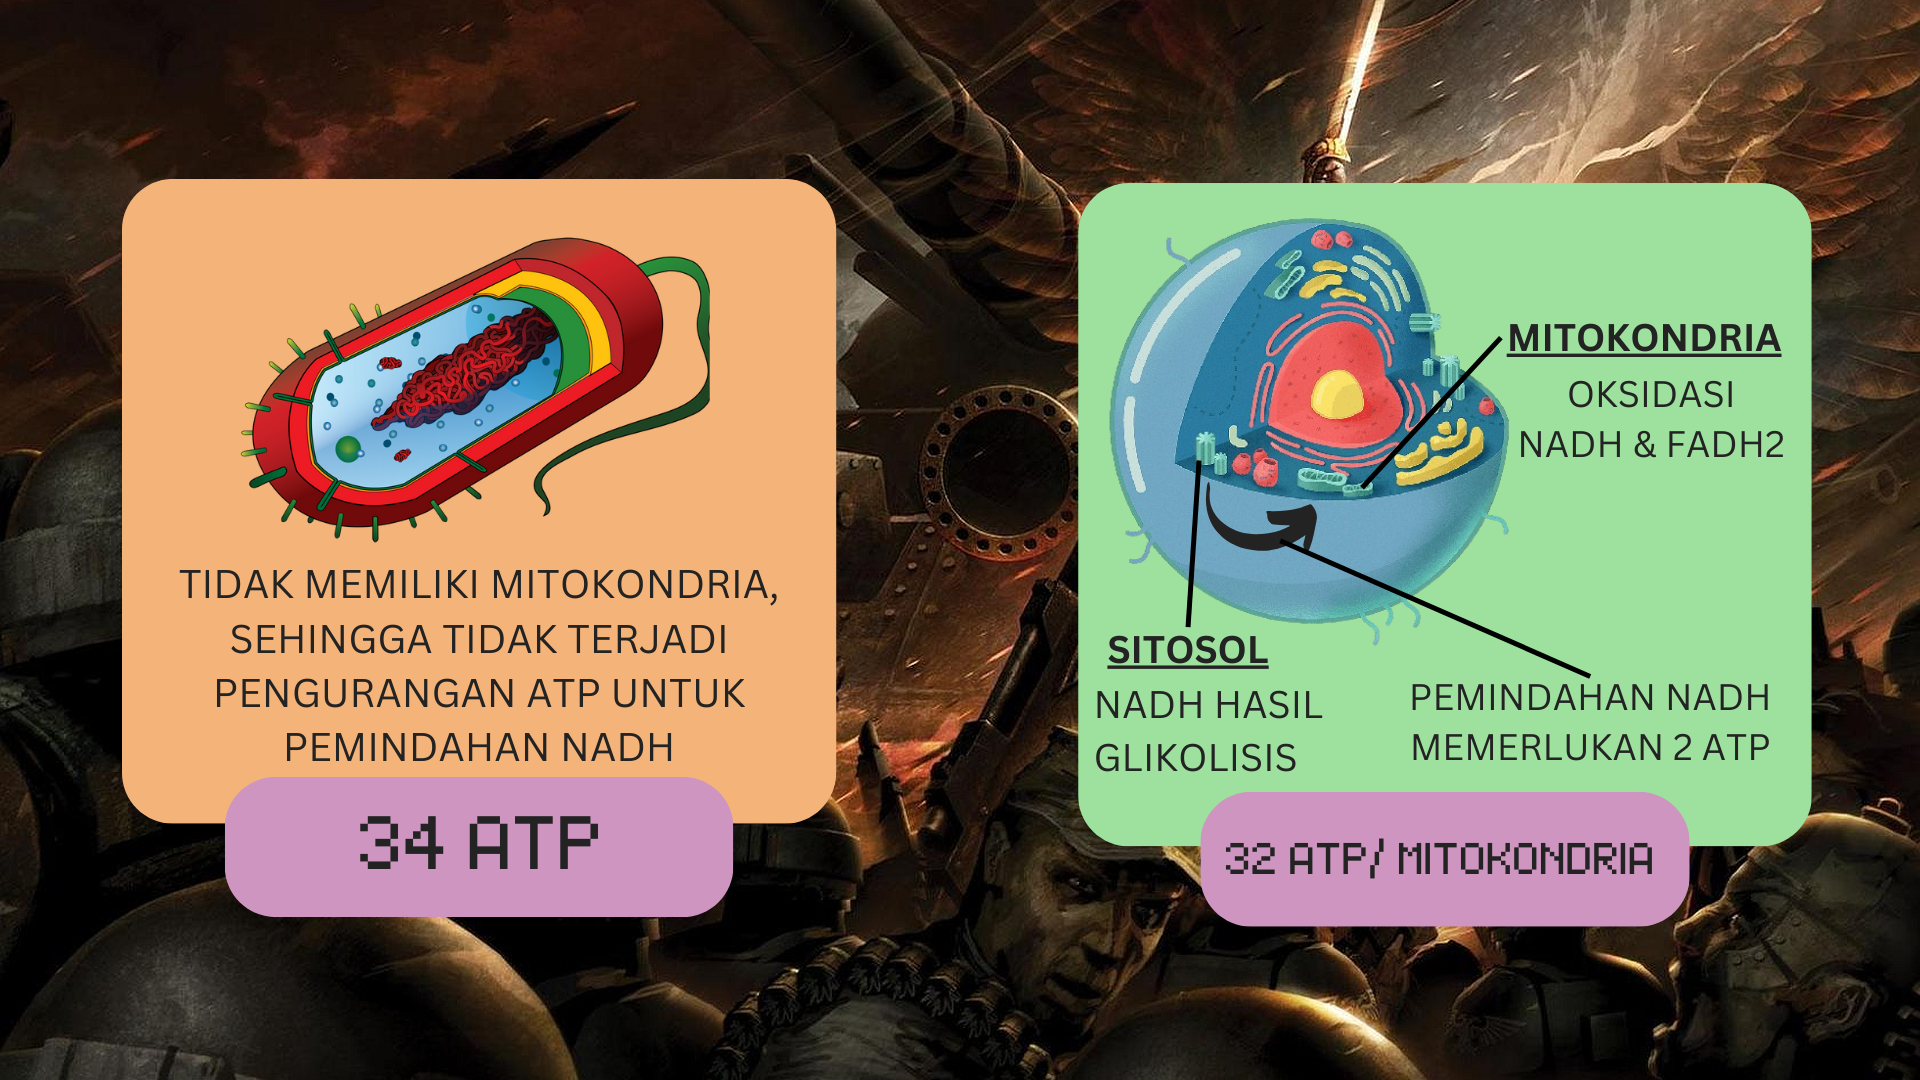 TIDAK MEMILIKI MITOKONDRIA,
SEHINGGA TIDAK TERJADI
PENGURANGAN ATP UNTUK
PEMINDAHAN NADH
34 ATP
MITOKONDRIA
OKSIDASI
NADH & FADH2
SITOSOL
NADH HASIL
GLIKOLISIS
PEMINDAHAN NADH
MEMERLUKAN 2 ATP
32 ATP/ MITOKONDRIA